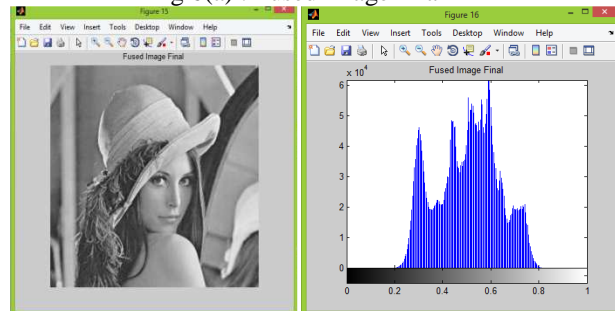 Figure 15
File Edit View Insert Tools Desktop Window Help
Fused Image Final
Figure 16
File Edit View Insert Tools Desktop Window Help
Fused Image Final
x 10^4
6
5
4
3
2
1
0
0 0.2 0.4 0.6 0.8 1